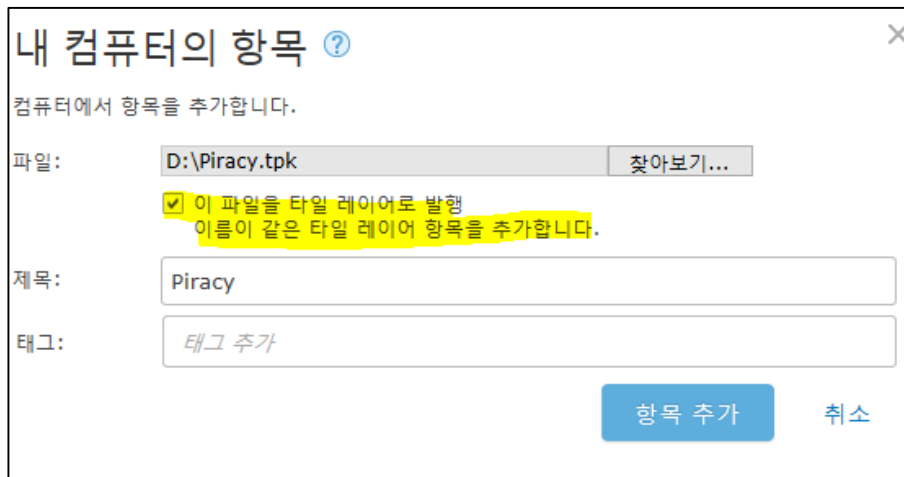 내 컴퓨터의 항목 ?
컴퓨터에서 항목을 추가합니다.
파일: D:\Piracy.tpk 찾아보기...
이 파일을 타일 레이어로 발행
이름이 같은 타일 레이어 항목을 추가합니다.
제목: Piracy
태그: 태그 추가
항목 추가 취소